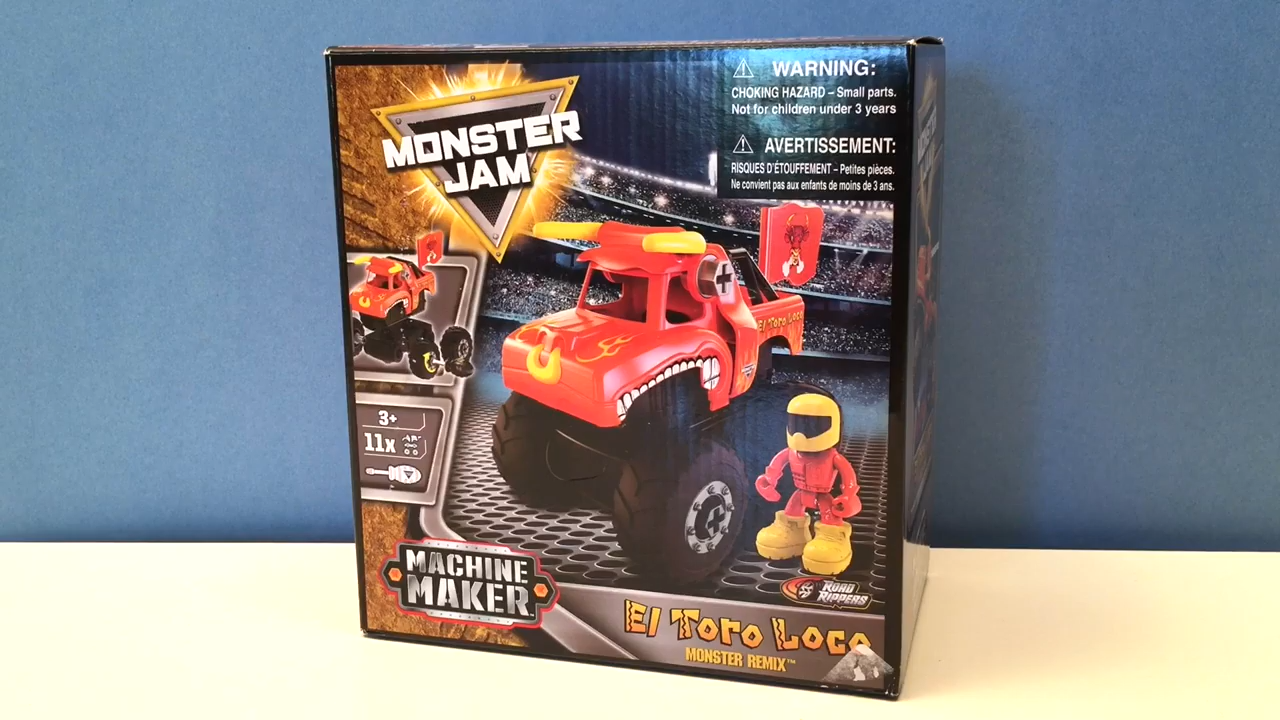 MONSTER
JAM
WARNING:
CHOKING HAZARD – Small parts.
Not for children under 3 years
AVERTISSEMENT:
RISQUES D'ÉTOUFFEMENT – Petites pièces.
Ne convient pas aux enfants de moins de 3 ans.
El Toro Loco
3+
11x
MACHINE
MAKER™
ROAD
RIPPERS
El Toro Loco
MONSTER REMIX™